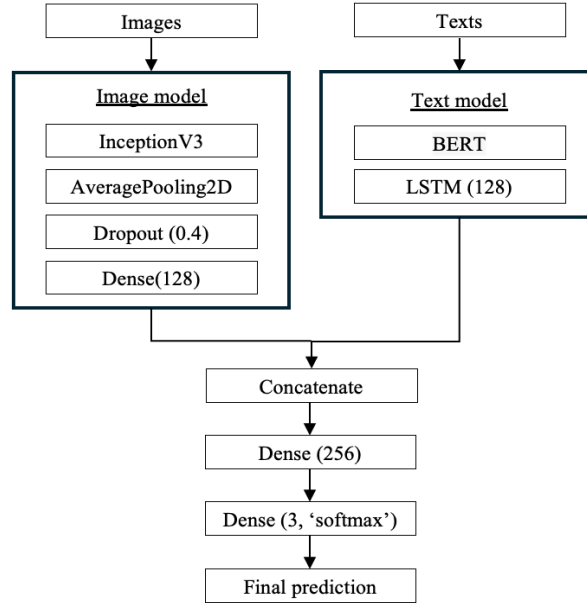 Images
Texts
Image model
InceptionV3
AveragePooling2D
Dropout (0.4)
Dense(128)
Text model
BERT
LSTM (128)
Concatenate
Dense (256)
Dense (3, ‘softmax’)
Final prediction